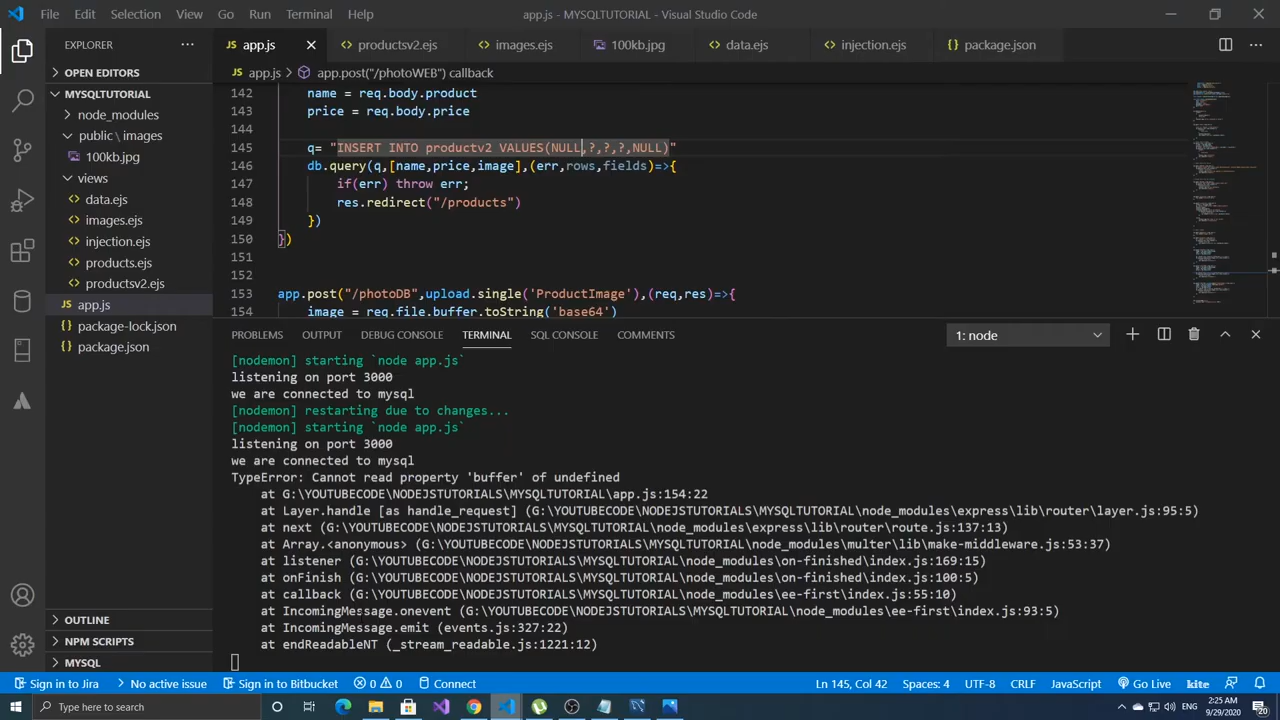 File Edit Selection View Go Run Terminal Help
app.js - MYSQLTUTORIAL - Visual Studio Code
EXPLORER
app.js
productsv2.ejs
images.ejs
100kb.jpg
data.ejs
injection.ejs
package.json
OPEN EDITORS
MYSQLTUTORIAL
node_modules
public \ images
100kb.jpg
views
data.ejs
images.ejs
injection.ejs
products.ejs
productsv2.ejs
JS app.js
package-lock.json
package.json
OUTLINE
NPM SCRIPTS
MYSQL
JS app.js > app.post("/photoWEB") callback
142 name = req.body.product
143 price = req.body.price
144
145 q= "INSERT INTO productv2 VALUES(NULL,?,?,?,NULL)"
146 db.query(q,[name,price,image],(err,rows,fields)=>{
147 if(err) throw err;
148 res.redirect("/products")
149 })
150 })
151
152
153 app.post("/photoDB",upload.single('ProductImage'),(req,res)=>{
154 image = req.file.buffer.toString('base64')
PROBLEMS OUTPUT DEBUG CONSOLE TERMINAL SQL CONSOLE COMMENTS
1: node
[nodemon] starting `node app.js`
listening on port 3000
we are connected to mysql
[nodemon] restarting due to changes...
[nodemon] starting `node app.js`
listening on port 3000
we are connected to mysql
TypeError: Cannot read property 'buffer' of undefined
at G:\YOUTUBECODE\NODEJSTUTORIALS\MYSQLTUTORIAL\app.js:154:22
at Layer.handle [as handle_request] (G:\YOUTUBECODE\NODEJSTUTORIALS\MYSQLTUTORIAL\node_modules\express\lib\router\layer.js:95:5)
at next (G:\YOUTUBECODE\NODEJSTUTORIALS\MYSQLTUTORIAL\node_modules\express\lib\router\route.js:137:13)
at Array.<anonymous> (G:\YOUTUBECODE\NODEJSTUTORIALS\MYSQLTUTORIAL\node_modules\multer\lib\make-middleware.js:53:37)
at listener (G:\YOUTUBECODE\NODEJSTUTORIALS\MYSQLTUTORIAL\node_modules\on-finished\index.js:169:15)
at onFinish (G:\YOUTUBECODE\NODEJSTUTORIALS\MYSQLTUTORIAL\node_modules\on-finished\index.js:100:5)
at callback (G:\YOUTUBECODE\NODEJSTUTORIALS\MYSQLTUTORIAL\node_modules\ee-first\index.js:55:10)
at IncomingMessage.onevent (G:\YOUTUBECODE\NODEJSTUTORIALS\MYSQLTUTORIAL\node_modules\ee-first\index.js:93:5)
at IncomingMessage.emit (events.js:327:22)
at endReadableNT (_stream_readable.js:1221:12)
Sign in to Jira
No active issue
Sign in to Bitbucket
0 0
Connect
Ln 145, Col 42
Spaces: 4
UTF-8
CRLF
JavaScript
Go Live
kite
Type here to search
ENG
2:25 AM
9/29/2020
20